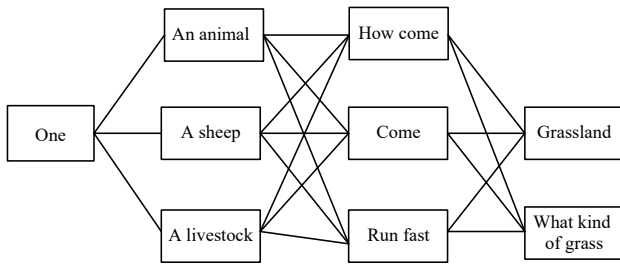 An animal
How come
One
A sheep
Come
Grassland
A livestock
Run fast
What kind
of grass